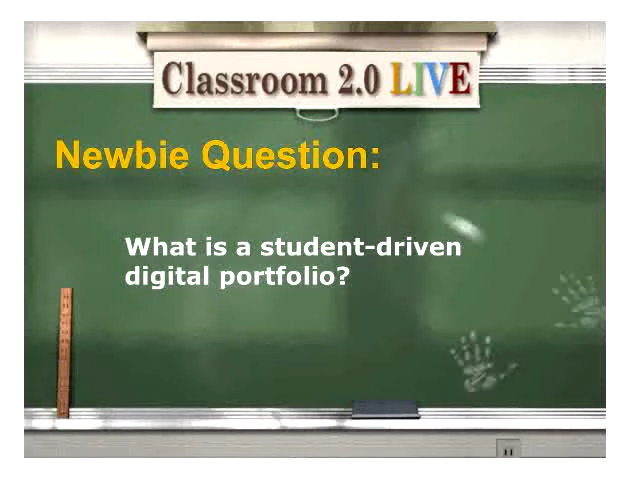 Classroom 2.0 LIVE
Newbie Question:
What is a student-driven
digital portfolio?